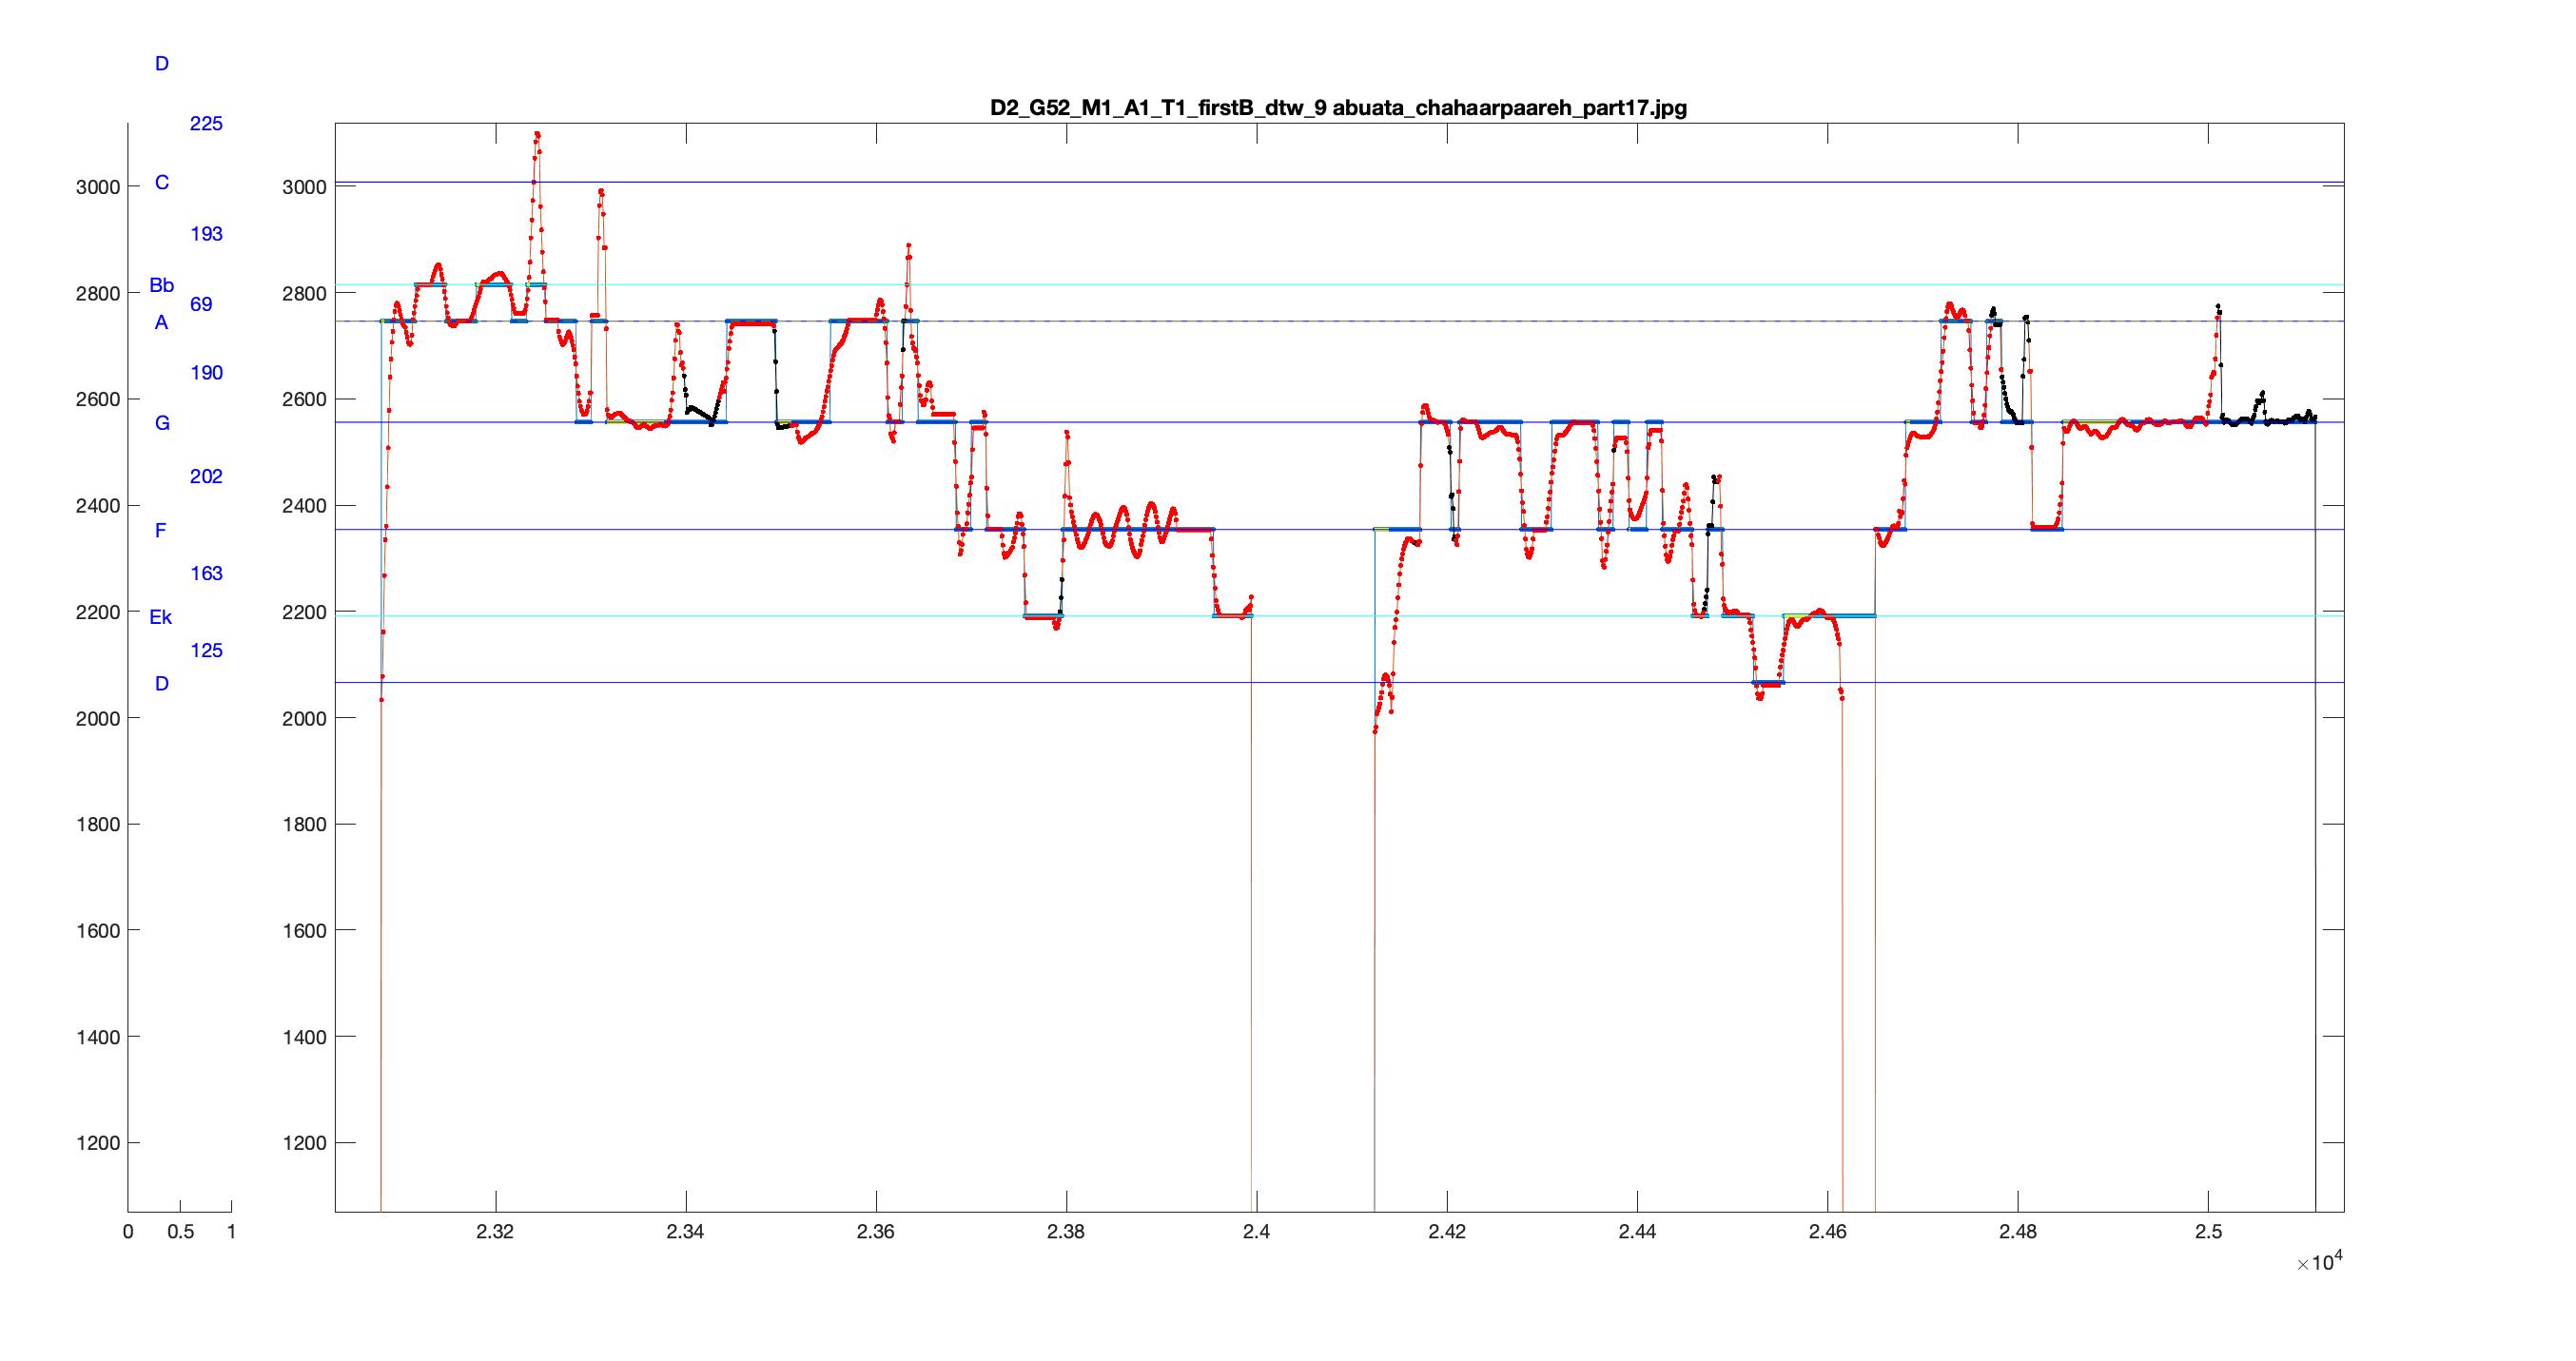 D
D2_G52_M1_A1_T1_firstB_dtw_9 abuata_chahaarpaareh_part17.jpg
225
3000 C 3000
193
2800 Bb 2800
69
A
190
2600 2600
G
202
2400 2400
F
163
2200 Ek 2200
125
D
2000 2000
1800 1800
1600 1600
1400 1400
1200 1200
0 0.5 1 2.32 2.34 2.36 2.38 2.4 2.42 2.44 2.46 2.48 2.5
×10⁴